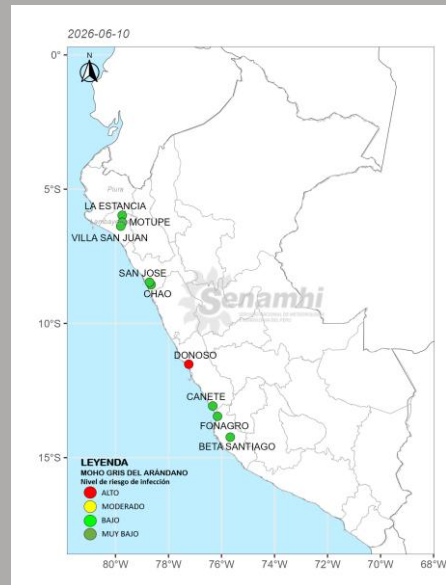 2026-06-10
N
0°
5°S
10°S
15°S
Piura
LA ESTANCIA
MOTUPE
VILLA SAN JUAN
SAN JOSE
CHAO
Senamhi
DONOSO
CAÑETE
FONAGRO
BETA SANTIAGO
LEYENDA
MOHO GRIS DEL ARÁNDANO
Nivel de riesgo de infección
ALTO
MODERADO
BAJO
MUY BAJO
80°W 78°W 76°W 74°W 72°W 70°W 68°W